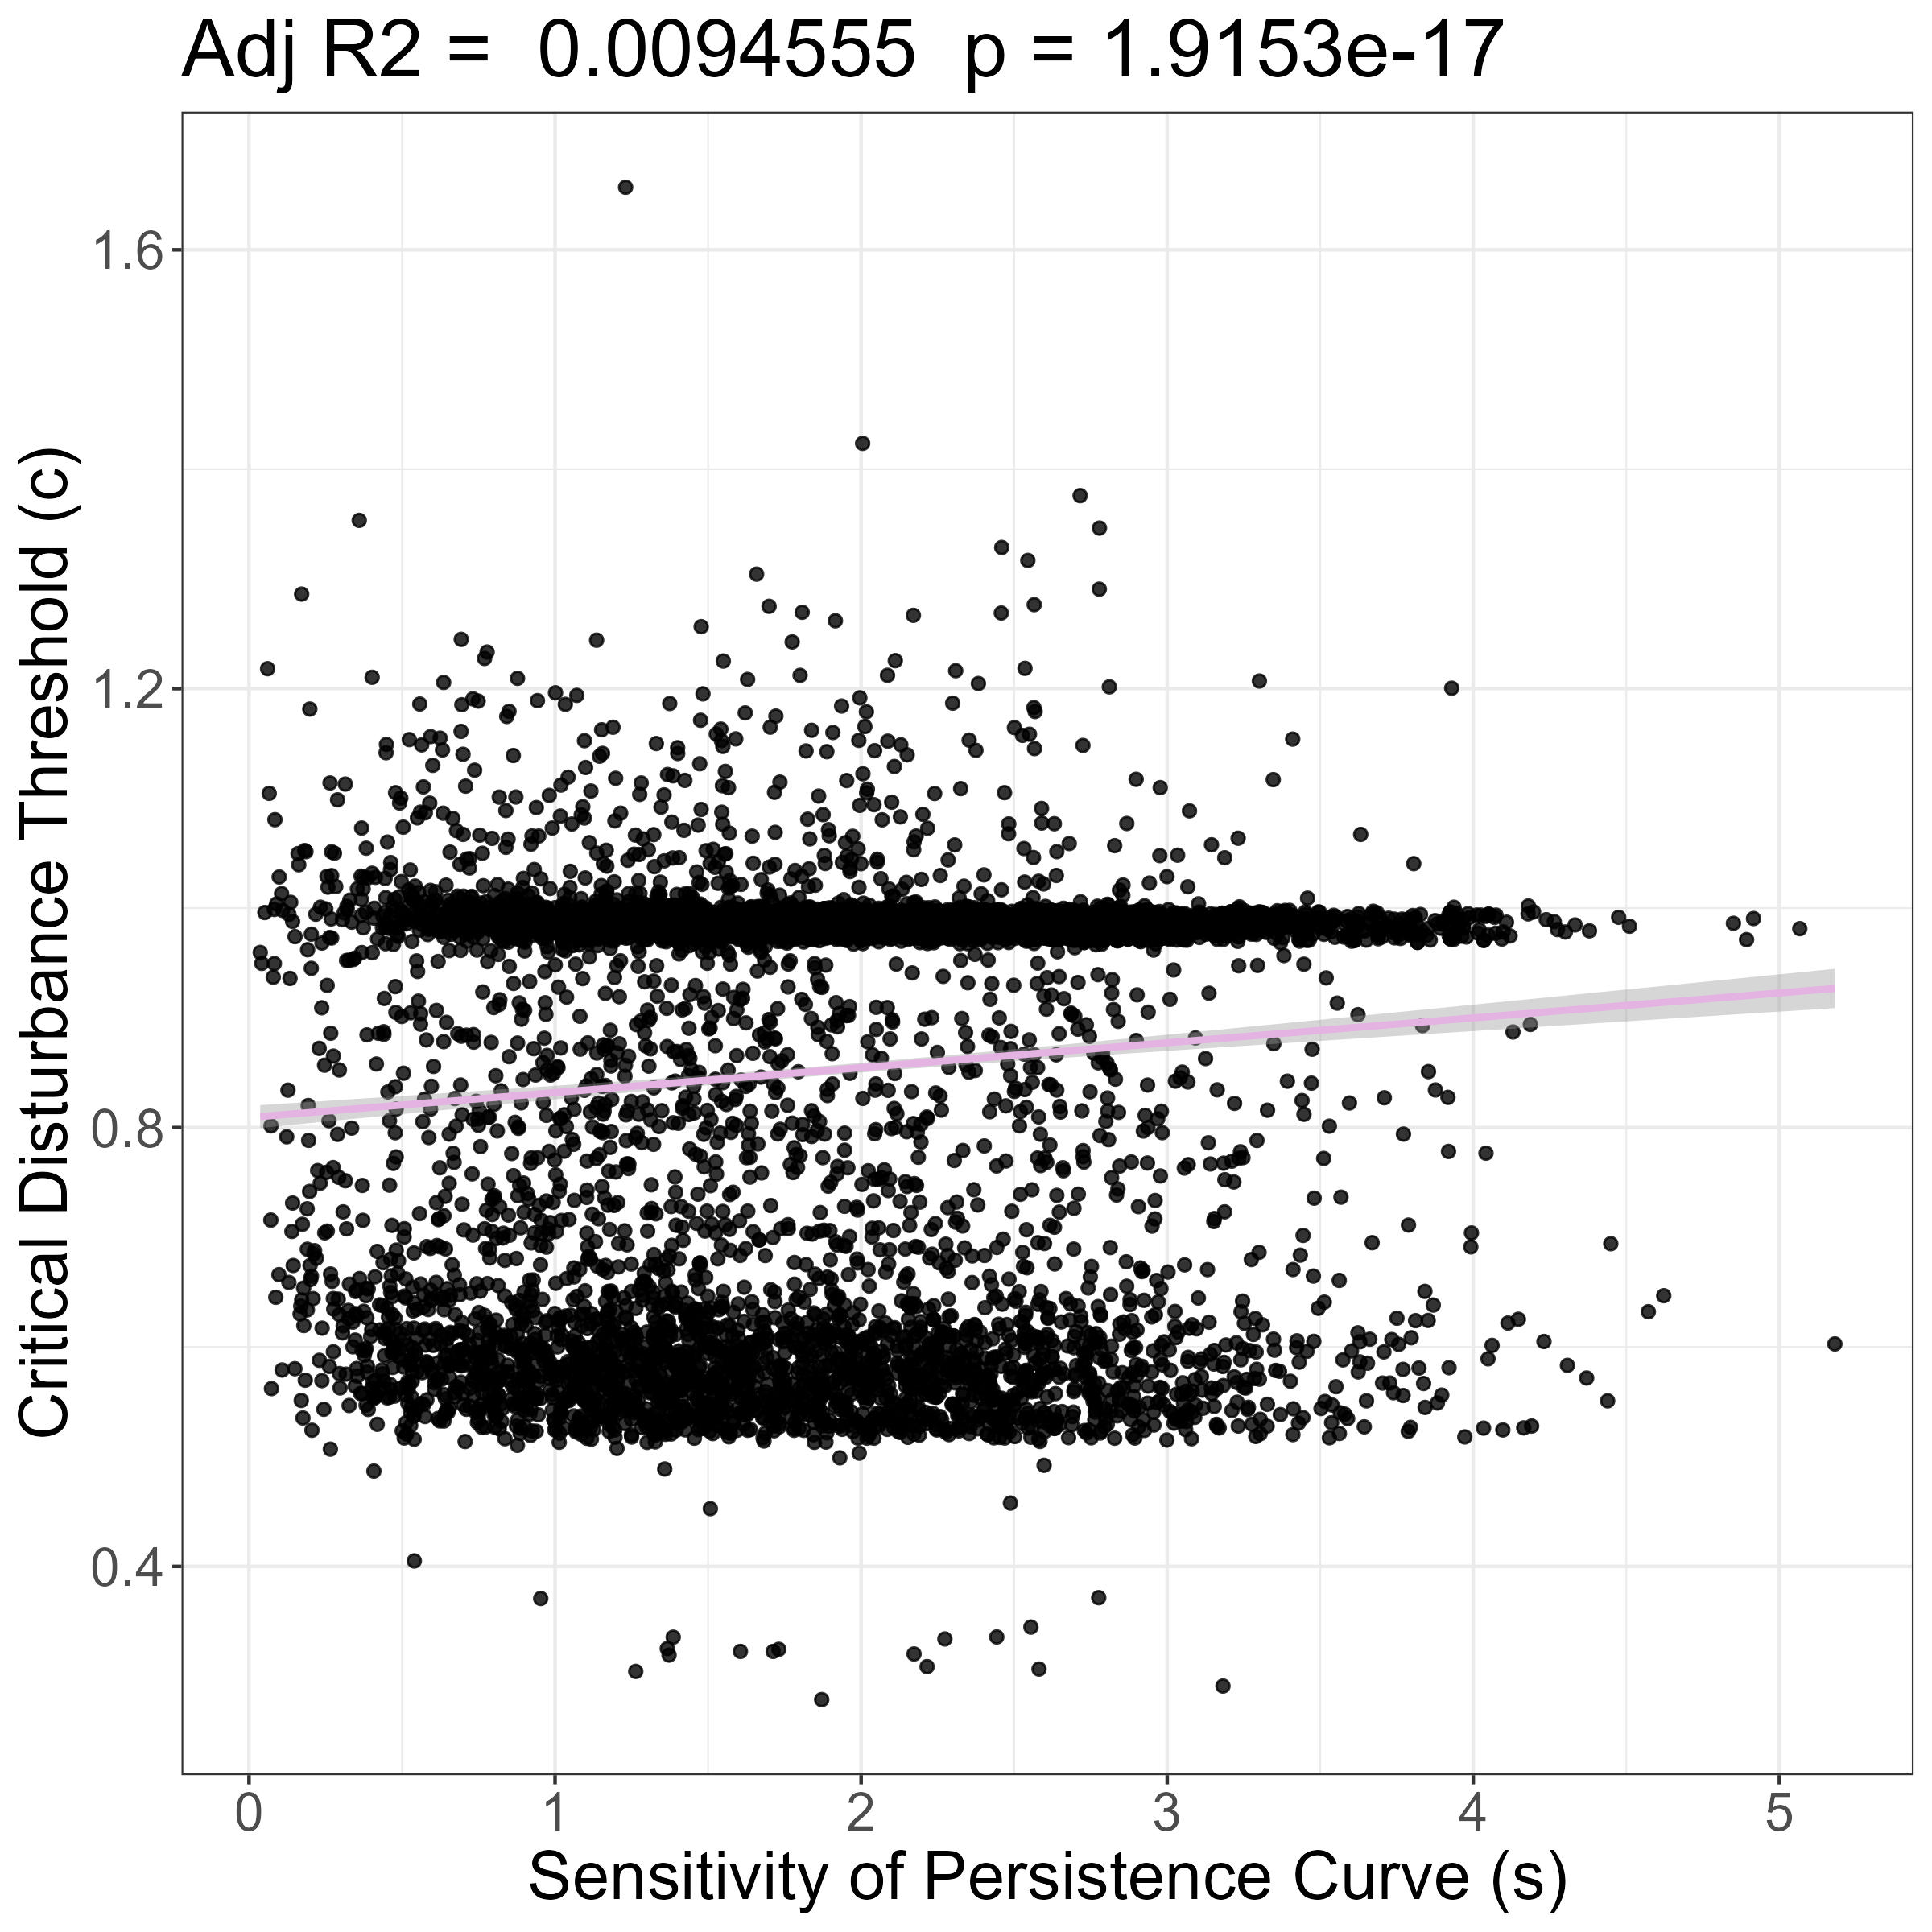 Adj R2 =  0.0094555  p = 1.9153e-17
Critical Disturbance Threshold (c)
1.6
1.2
0.8
0.4
0 1 2 3 4 5
Sensitivity of Persistence Curve (s)